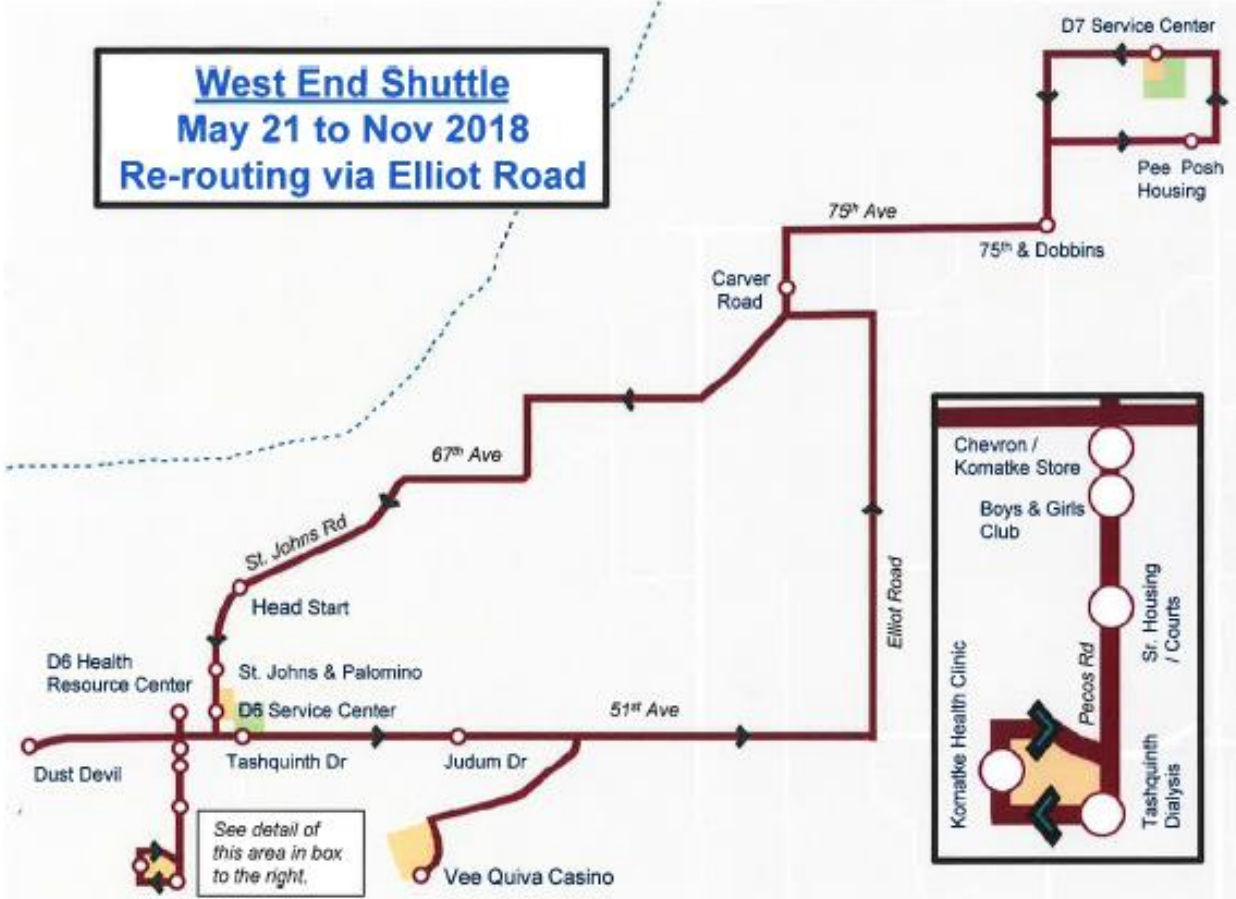 West End Shuttle
May 21 to Nov 2018
Re-routing via Elliot Road
D7 Service Center
Pee Posh
Housing
75th Ave
75th & Dobbins
Carver
Road
67th Ave
St. Johns Rd
Head Start
Elliot Road
D6 Health
Resource Center
St. Johns & Palomino
D6 Service Center
51st Ave
Dust Devil
Tashquinth Dr
Judum Dr
See detail of
this area in box
to the right.
Vee Quiva Casino
Chevron /
Komatke Store
Boys & Girls
Club
Sr. Housing
/ Courts
Pecos Rd
Komatke Health Clinic
Tashquinth
Dialysis